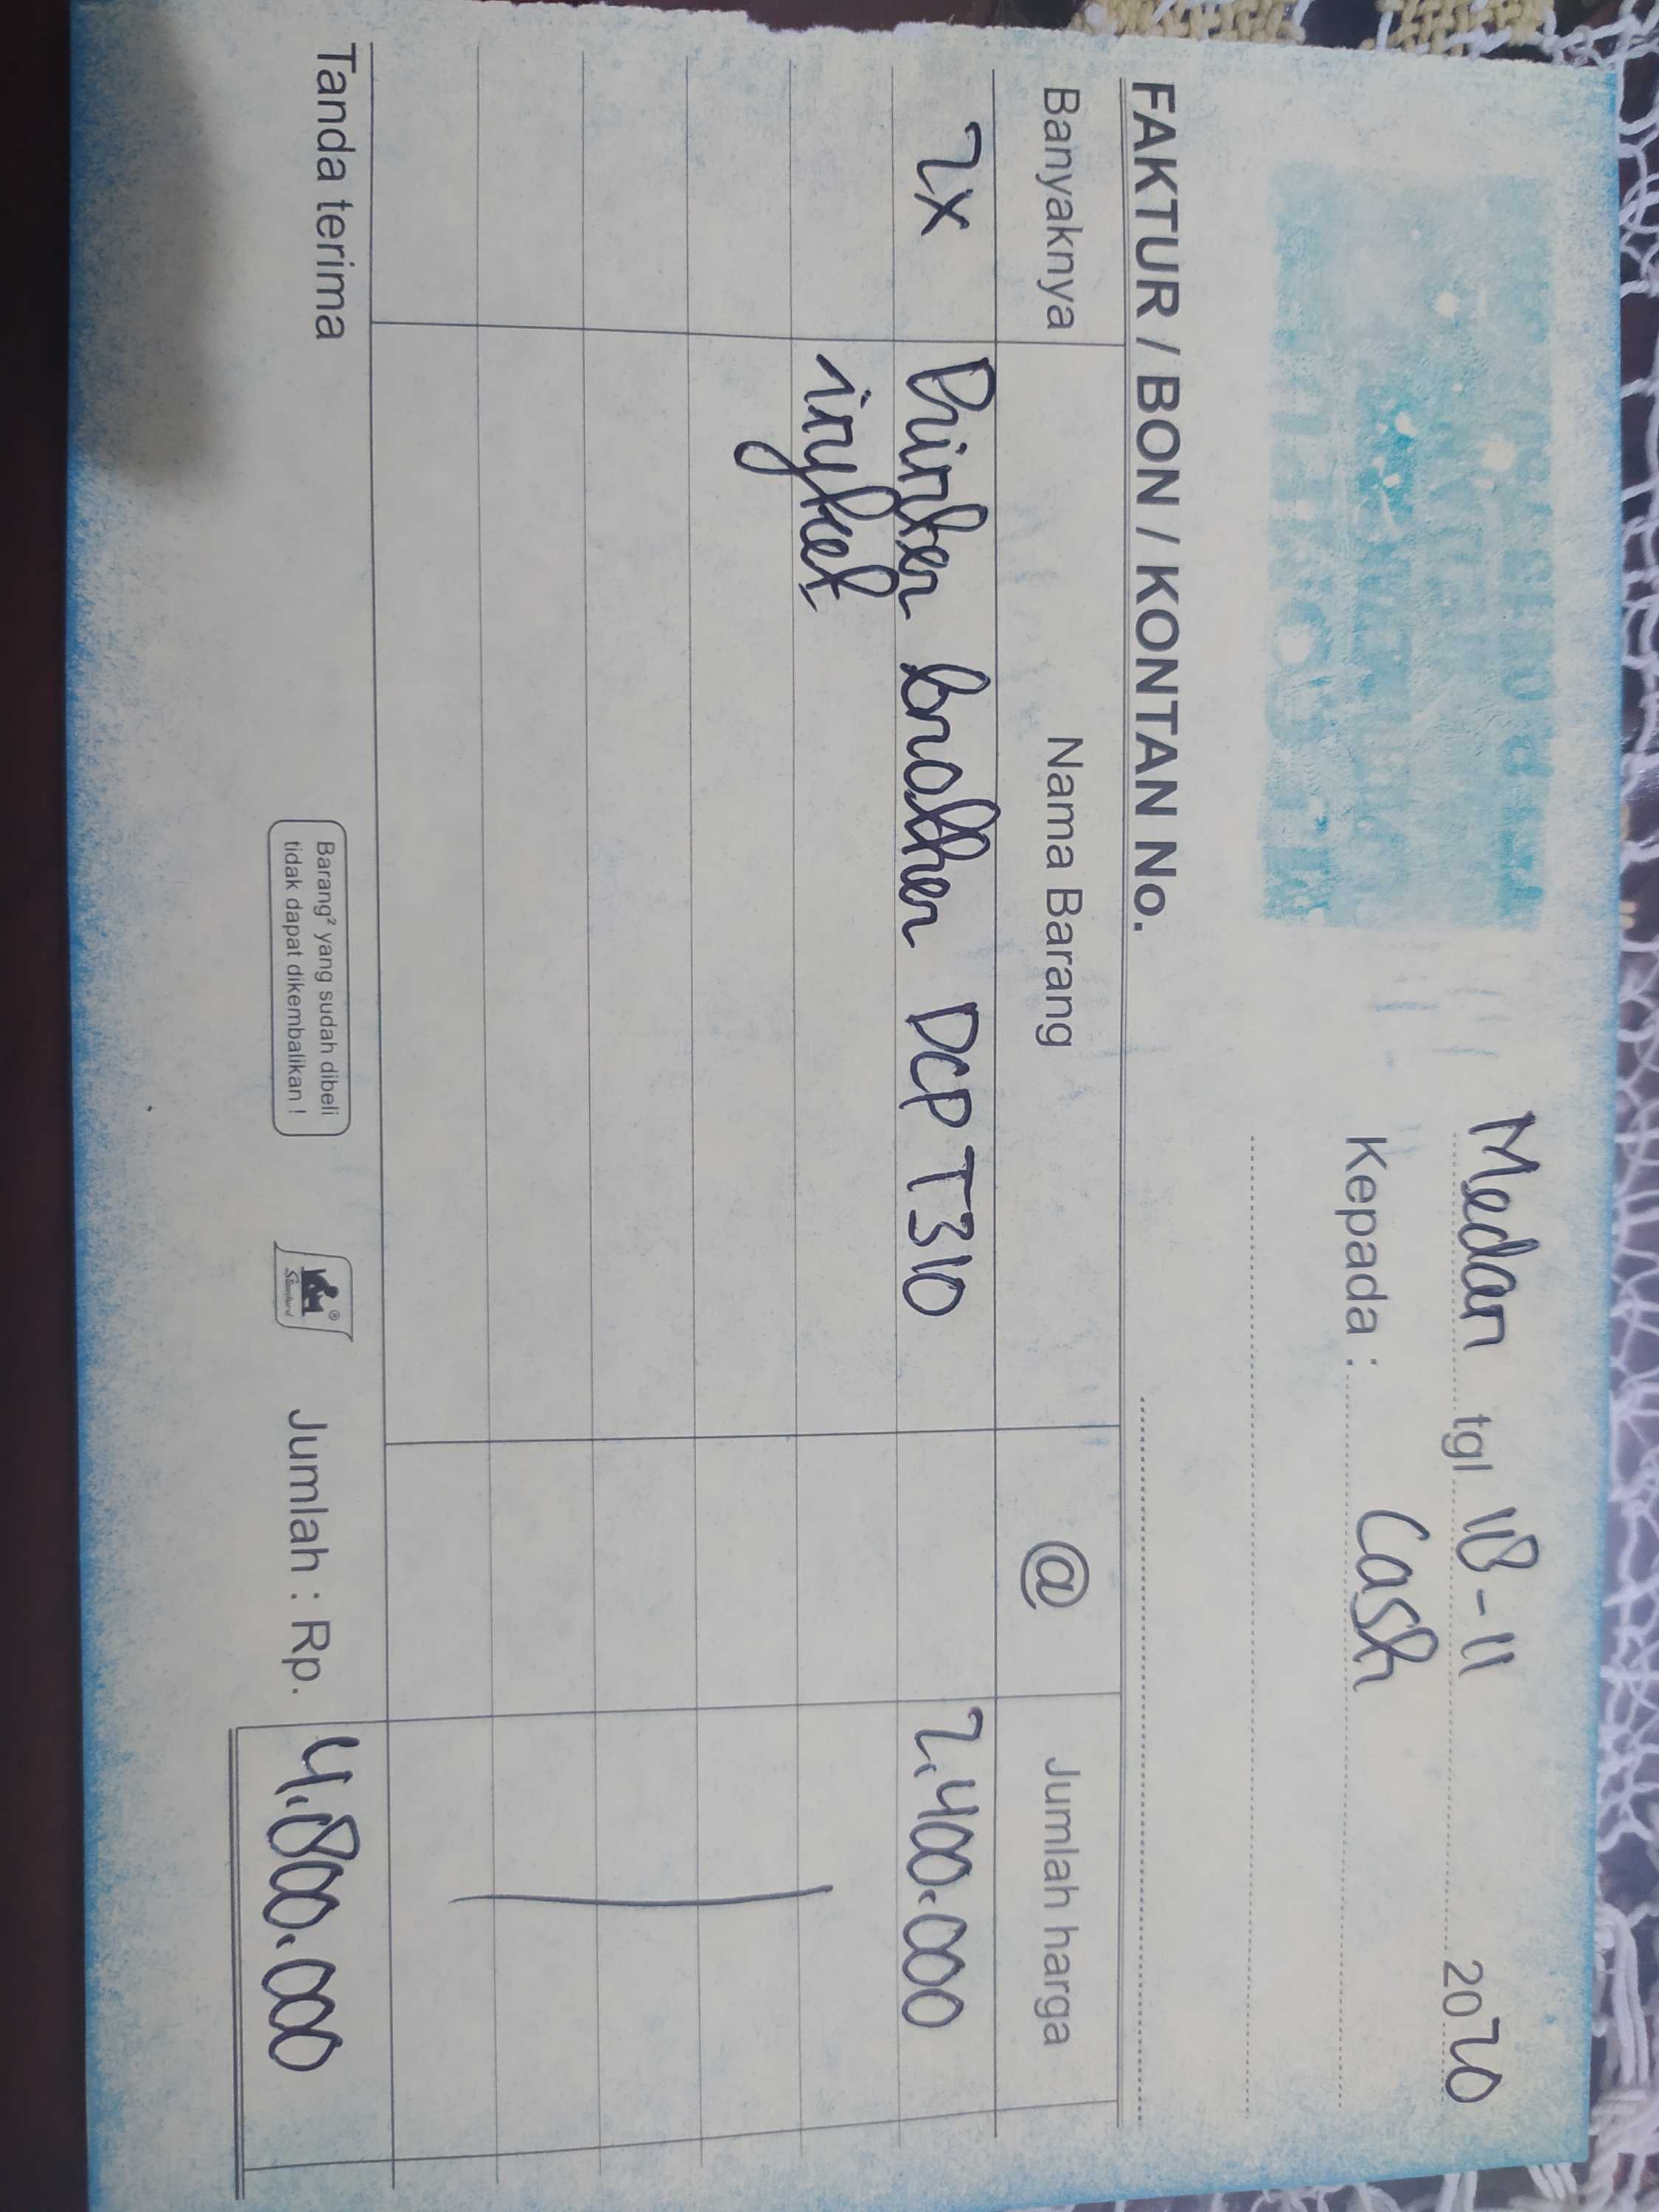 Medan tgl 18-11 2020
Kepada : Cash
FAKTUR / BON / KONTAN No.
Banyaknya Nama Barang @ Jumlah harga
2x Printer brother DCP T310 2.400.000
inyket
Tanda terima
Barang² yang sudah dibeli
tidak dapat dikembalikan !
Standard
Jumlah : Rp. 4.800.000